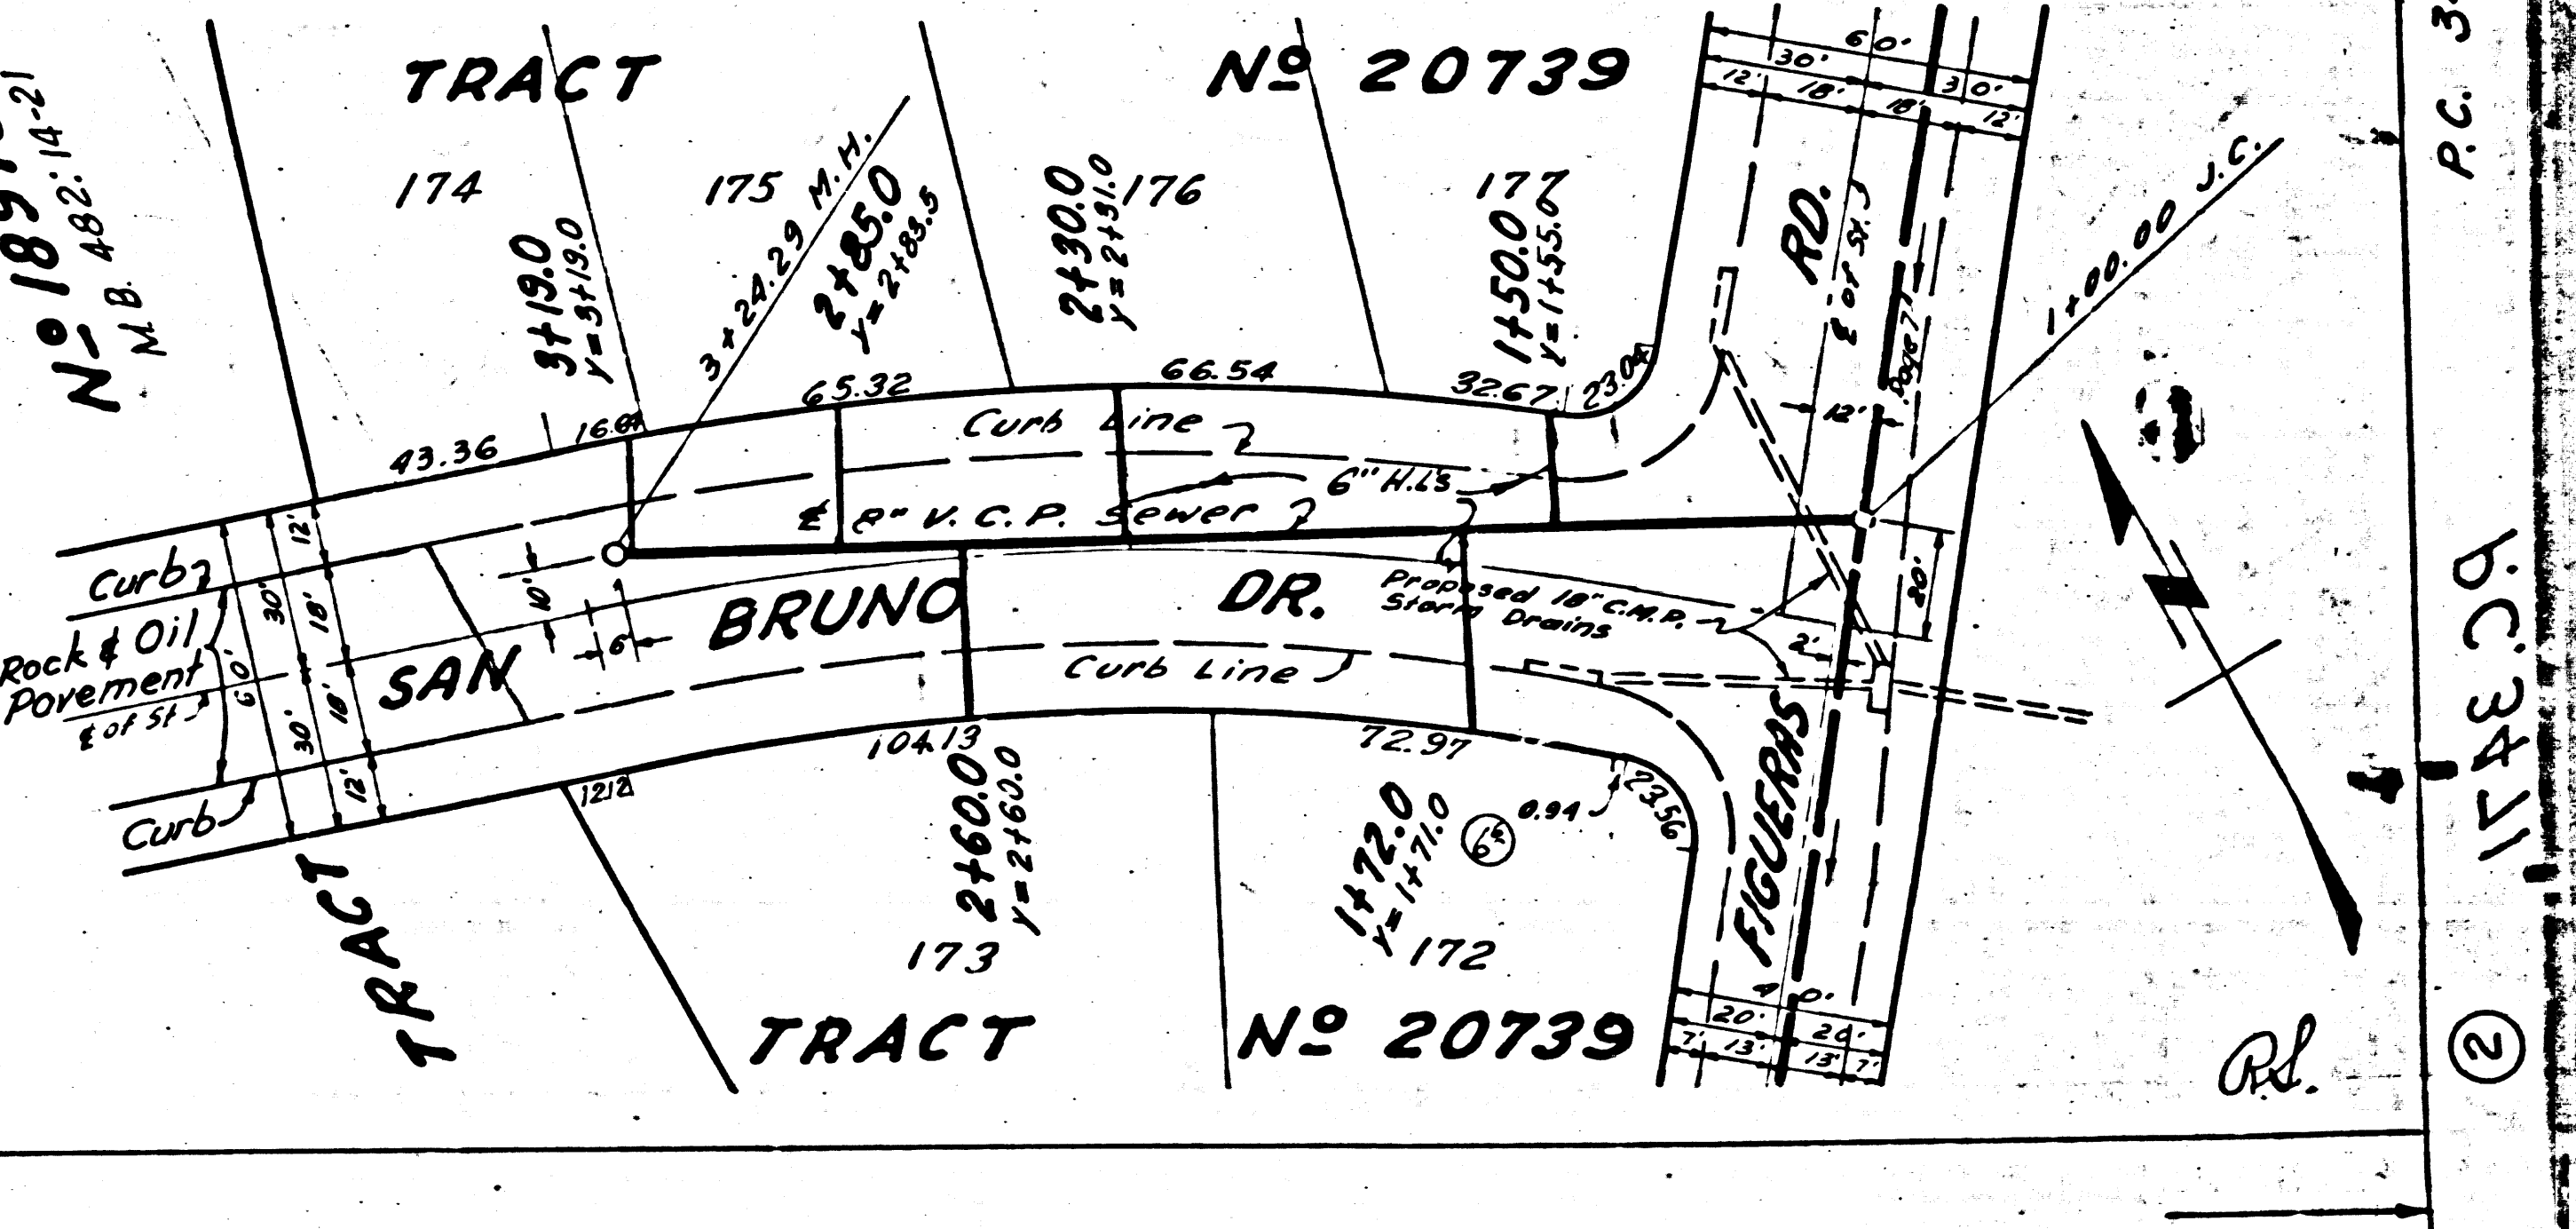 TRACT
Nº 20739
M.B. 482:14-21
174
175
176
177
3+19.0
Y=3+19.0
3+24.29 M.H.
2+85.0
Y=2+83.5
2+30.0
Y=2+31.0
1+50.0
Y=1+55.0
RD.
℄ of St.
Page 7
1+00.00 J.C.
60'
30'
30'
12'
18'
18'
12'
43.36
16.64
65.32
66.54
32.67
23.04
12'
Curb Line
6" H.L'S
℄ 8" V.C.P. Sewer
Curb
Rock & Oil
Pavement
℄ of St
Curb
60'
30'
30'
12'
18'
18'
12'
10'
6'
SAN BRUNO DR.
Proposed 18" C.M.P.
Storm Drains
20'
2'
Curb Line
12.12
104.13
72.97
0.94
23.56
2+60.0
Y=2+60.0
1+72.0
Y=1+71.0
173
172
FIGUERAS
TRACT
TRACT
Nº 20739
40'
20'
20'
7'
13'
13'
7'
R.S.
P.C. 3471
2